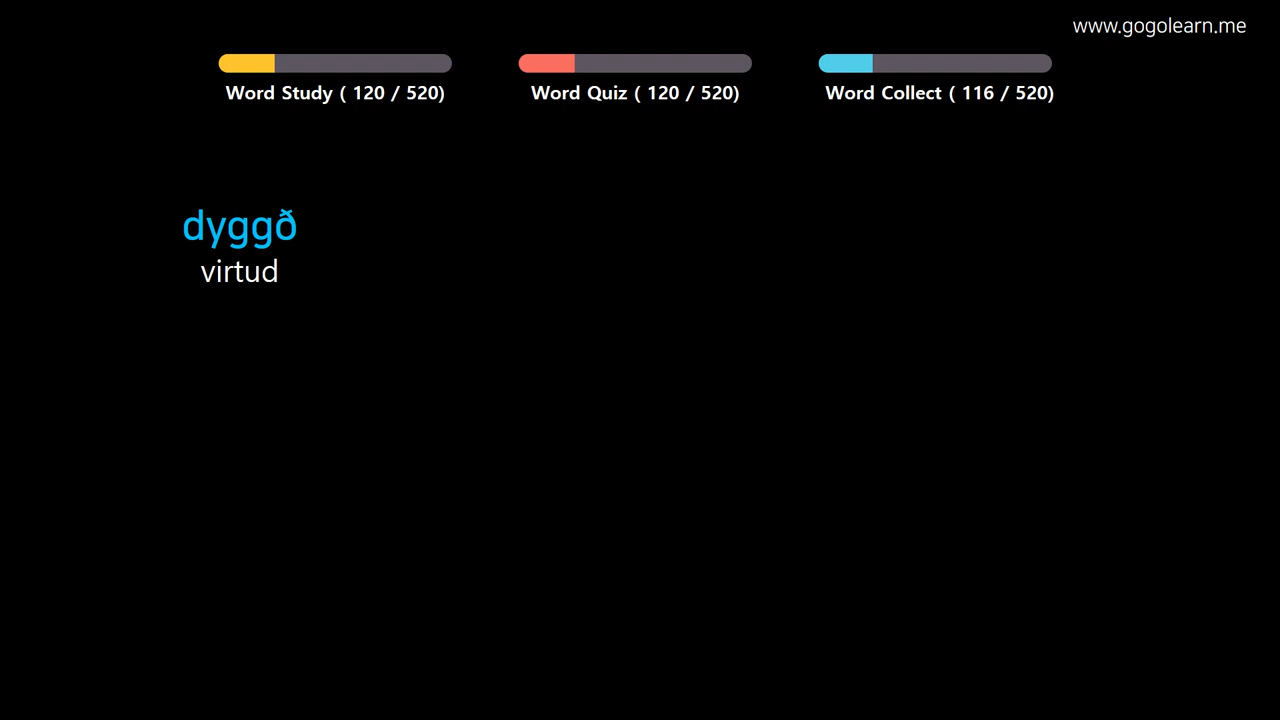 www.gogolearn.me
Word Study ( 120 / 520)
Word Quiz ( 120 / 520)
Word Collect ( 116 / 520)
dyggð
virtud